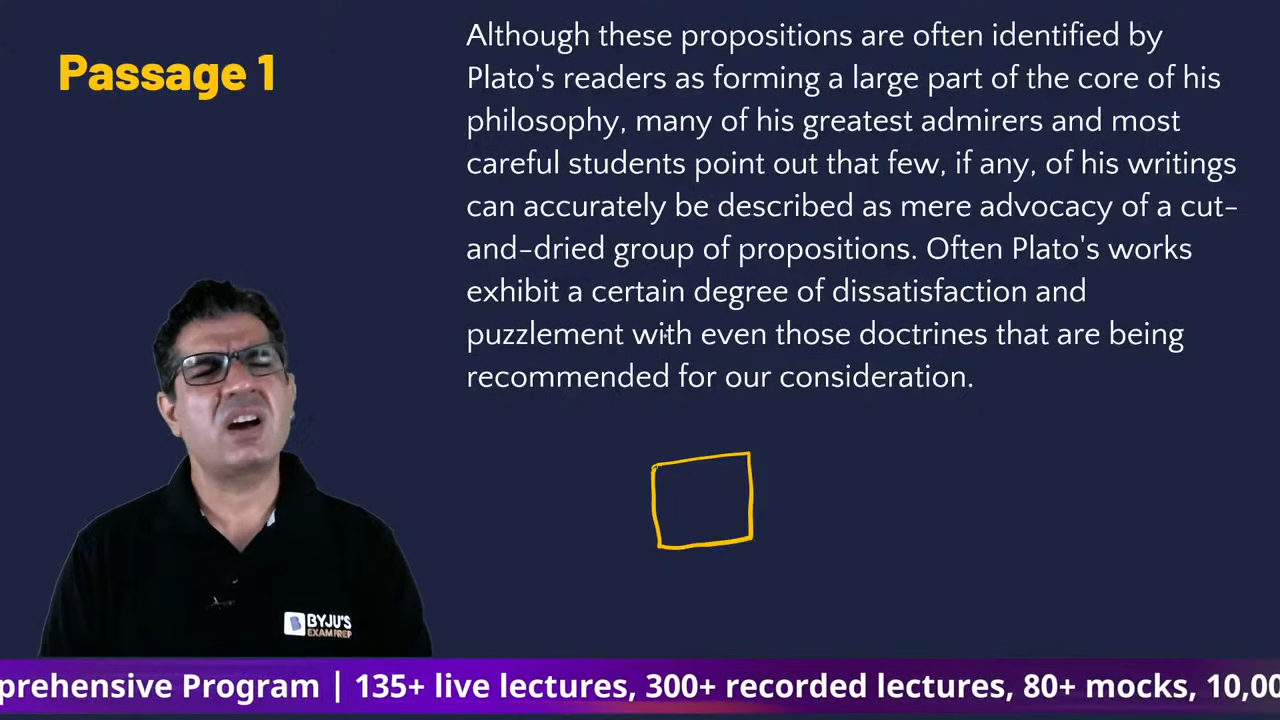 Passage 1
Although these propositions are often identified by
Plato's readers as forming a large part of the core of his
philosophy, many of his greatest admirers and most
careful students point out that few, if any, of his writings
can accurately be described as mere advocacy of a cut-
and-dried group of propositions. Often Plato's works
exhibit a certain degree of dissatisfaction and
puzzlement with even those doctrines that are being
recommended for our consideration.
BYJU'S
EXAM PREP
prehensive Program | 135+ live lectures, 300+ recorded lectures, 80+ mocks, 10,00